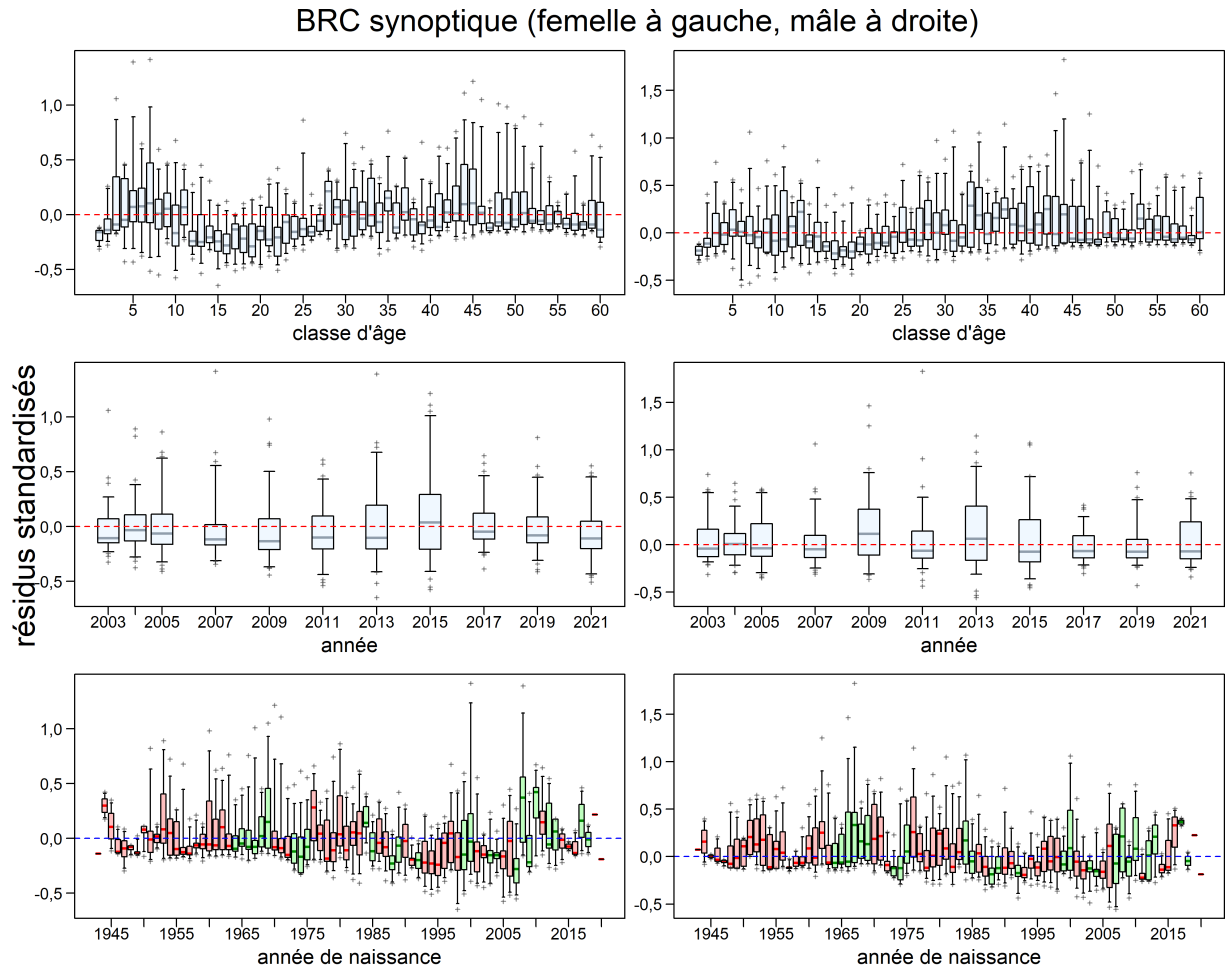 BRC synoptique (femelle à gauche, mâle à droite)
résidus standardisés
1,0
0,5
0,0
-0,5
5 10 15 20 25 30 35 40 45 50 55 60
classe d'âge
1,5
1,0
0,5
0,0
-0,5
5 10 15 20 25 30 35 40 45 50 55 60
classe d'âge
1,0
0,5
0,0
-0,5
2003 2005 2007 2009 2011 2013 2015 2017 2019 2021
année
1,5
1,0
0,5
0,0
-0,5
2003 2005 2007 2009 2011 2013 2015 2017 2019 2021
année
1,0
0,5
0,0
-0,5
1945 1955 1965 1975 1985 1995 2005 2015
année de naissance
1,5
1,0
0,5
0,0
-0,5
1945 1955 1965 1975 1985 1995 2005 2015
année de naissance